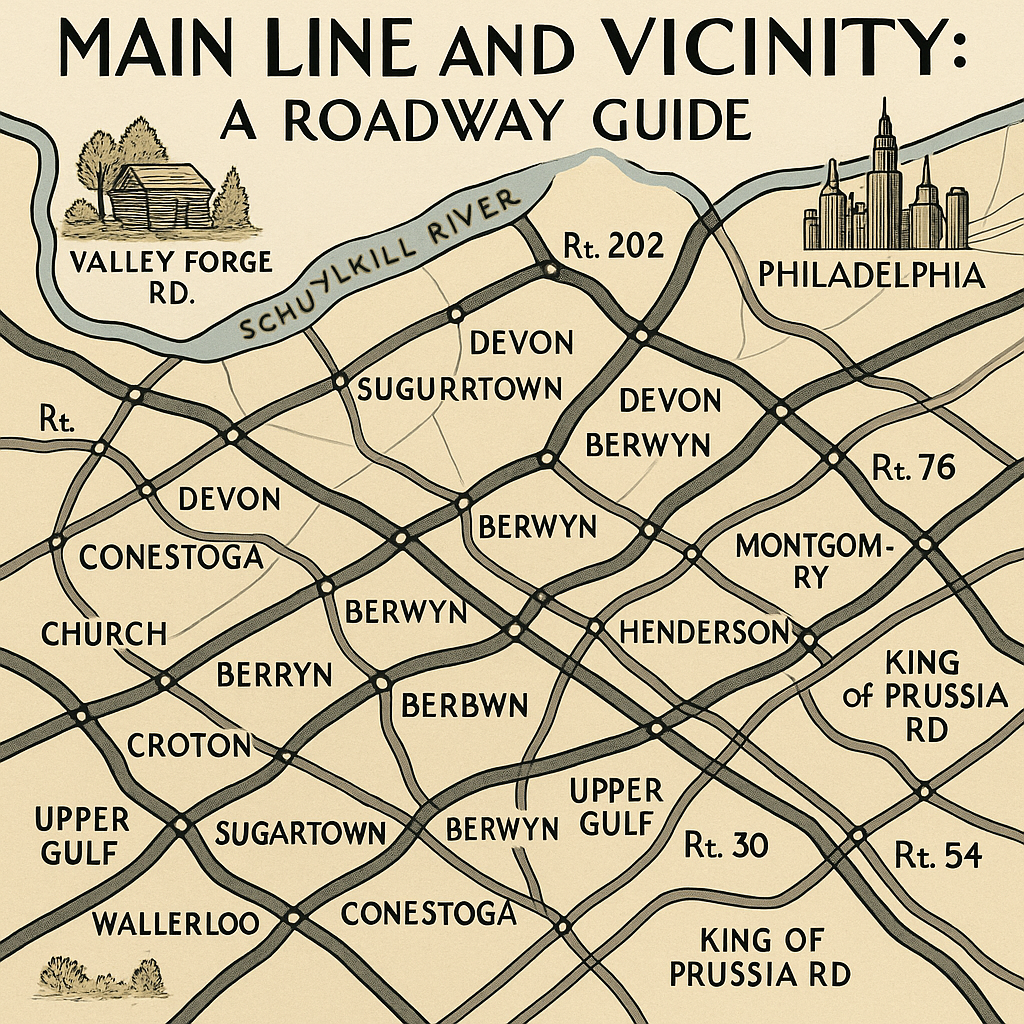 MAIN LINE AND VICINITY:
A ROADWAY GUIDE
VALLEY FORGE
RD.
SCHUYLKILL RIVER
Rt. 202
PHILADELPHIA
DEVON
SUGURRTOWN
DEVON
BERWYN
Rt.
Rt. 76
DEVON
BERWYN
CONESTOGA
MONTGOM-
RY
BERWYN
CHURCH
HENDERSON
BERRYN
KING
of PRUSSIA
RD
BERBWN
CROTON
UPPER
GULF
UPPER
GULF
SUGARTOWN
BERWYN
Rt. 30
Rt. 54
WALLERLOO
CONESTOGA
KING OF
PRUSSIA RD